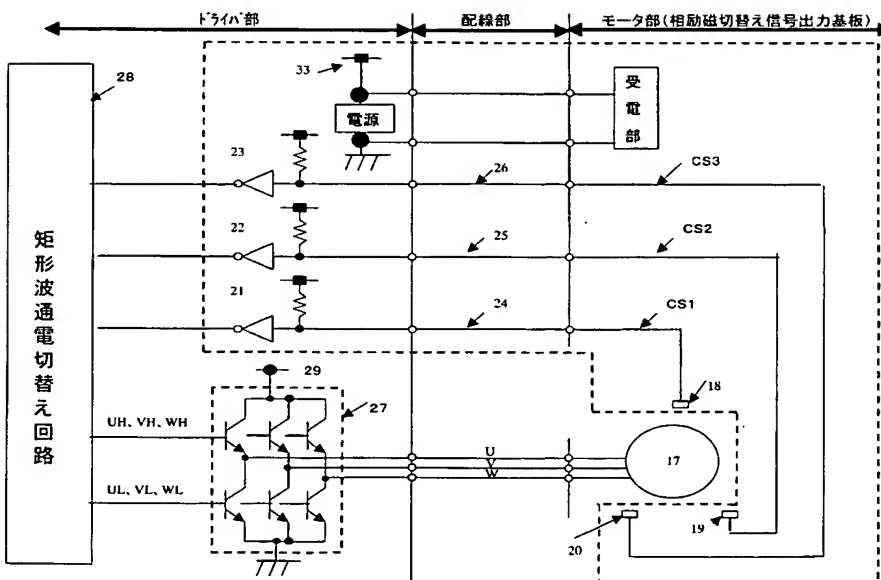 ドライバ部
配線部
モータ部(相励磁切替え信号出力基板)
28
33
電源
受電部
23
26
CS3
22
25
CS2
21
24
CS1
矩形波通電切替え回路
29
27
18
UH、VH、WH
U
V
W
17
UL、VL、WL
20
19